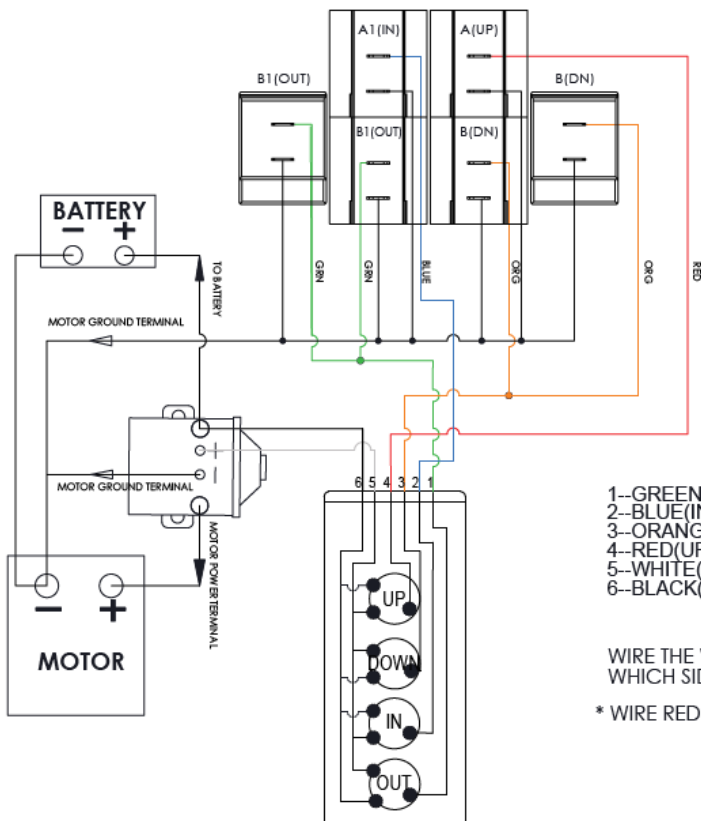 A1(IN)
A(UP)
B1(OUT)
B(DN)
B1(OUT)
B(DN)
BATTERY
- +
TO BATTERY
GRN
GRN
BLUE
ORG
ORG
RED
MOTOR GROUND TERMINAL
+
-
MOTOR GROUND TERMINAL
MOTOR POWER TERMINAL
- +
MOTOR
6 5 4 3 2 1
UP
DOWN
IN
OUT
1--GREEN
2--BLUE(IN
3--ORANG
4--RED(UP
5--WHITE(
6--BLACK(
WIRE THE
WHICH SID
* WIRE RED